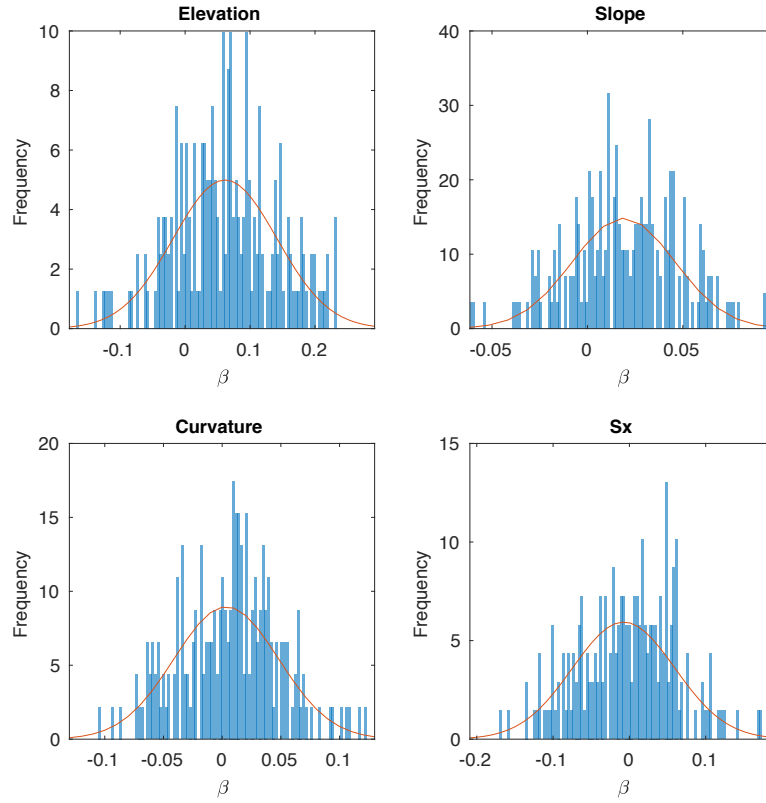 Elevation
10
8
6
4
2
0
Frequency
-0.1 0 0.1 0.2
β
Slope
40
30
20
10
0
Frequency
-0.05 0 0.05
β
Curvature
20
15
10
5
0
Frequency
-0.1 -0.05 0 0.05 0.1
β
Sx
15
10
5
0
Frequency
-0.2 -0.1 0 0.1
β